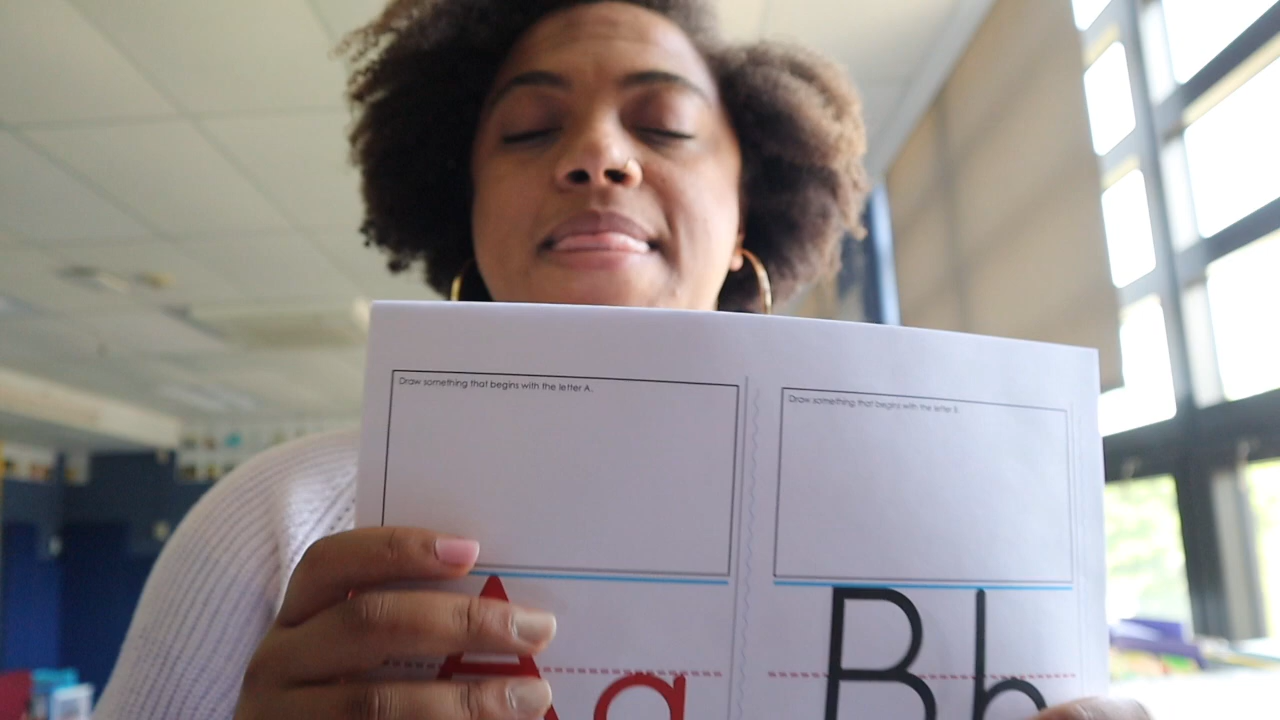 Draw something that begins with the letter A.
Draw something that begins with the letter B.
Aa
Bb